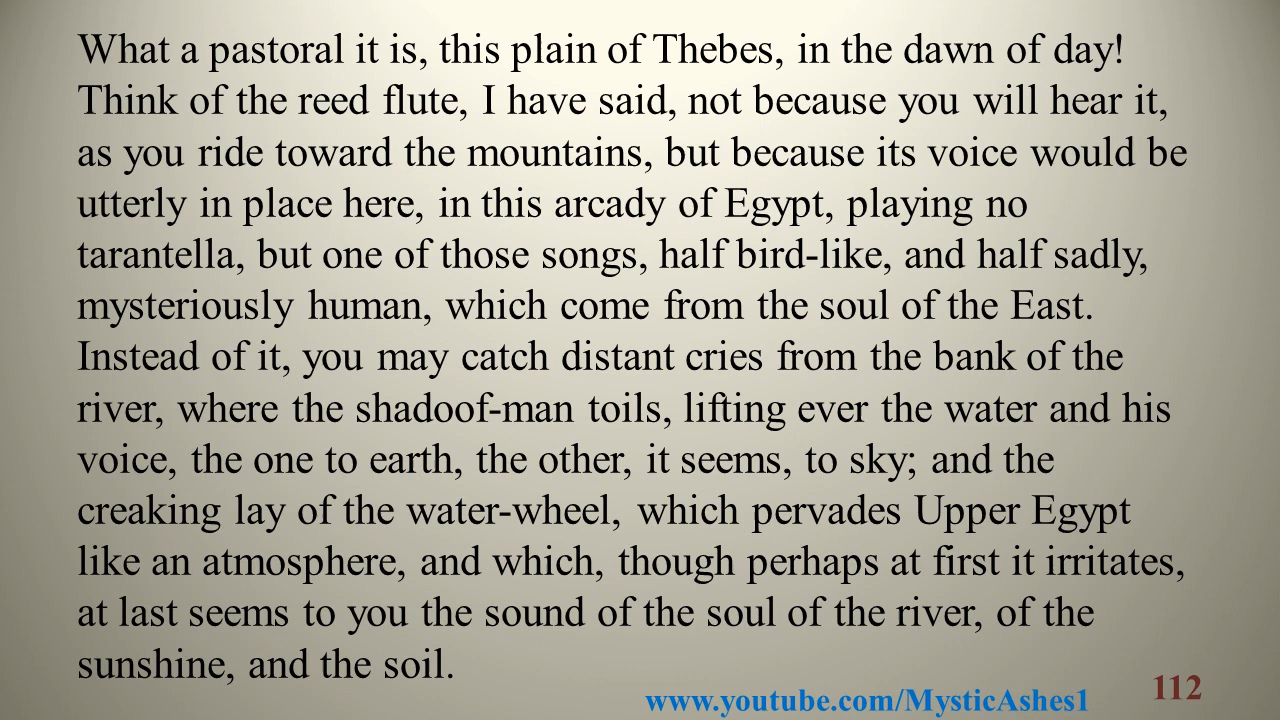 What a pastoral it is, this plain of Thebes, in the dawn of day!
Think of the reed flute, I have said, not because you will hear it,
as you ride toward the mountains, but because its voice would be
utterly in place here, in this arcady of Egypt, playing no
tarantella, but one of those songs, half bird-like, and half sadly,
mysteriously human, which come from the soul of the East.
Instead of it, you may catch distant cries from the bank of the
river, where the shadoof-man toils, lifting ever the water and his
voice, the one to earth, the other, it seems, to sky; and the
creaking lay of the water-wheel, which pervades Upper Egypt
like an atmosphere, and which, though perhaps at first it irritates,
at last seems to you the sound of the soul of the river, of the
sunshine, and the soil.
www.youtube.com/MysticAshes1
112